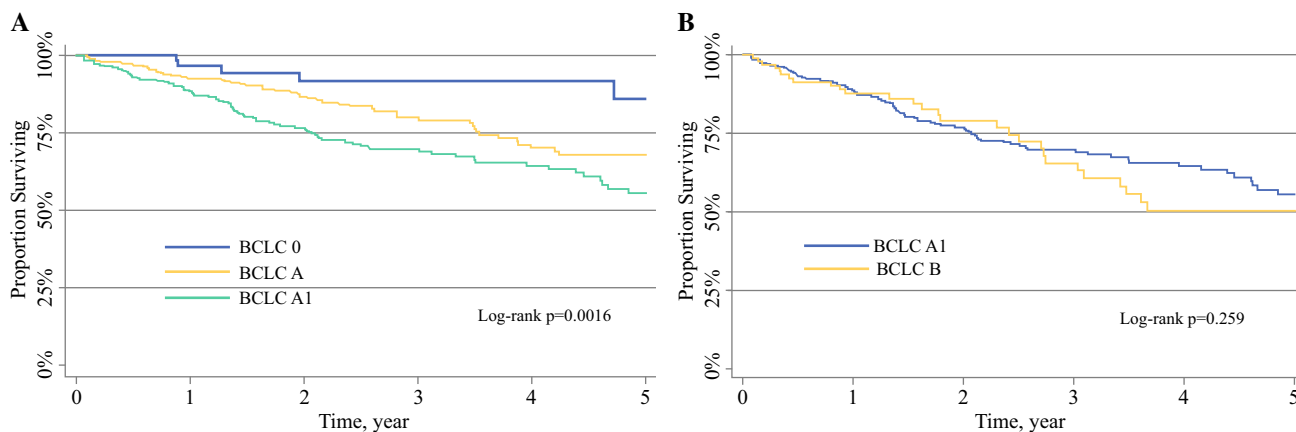 A
Proportion Surviving
100%
75%
50%
25%
0%
BCLC 0
BCLC A
BCLC A1
Log-rank p=0.0016
0 1 2 3 4 5
Time, year
B
Proportion Surviving
100%
75%
50%
25%
0%
BCLC A1
BCLC B
Log-rank p=0.259
0 1 2 3 4 5
Time, year